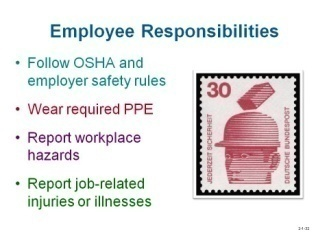 Employee Responsibilities
• Follow OSHA and
employer safety rules
• Wear required PPE
• Report workplace
hazards
• Report job-related
injuries or illnesses
30
JEDERZEIT SICHERHEIT
DEUTSCHE BUNDESPOST